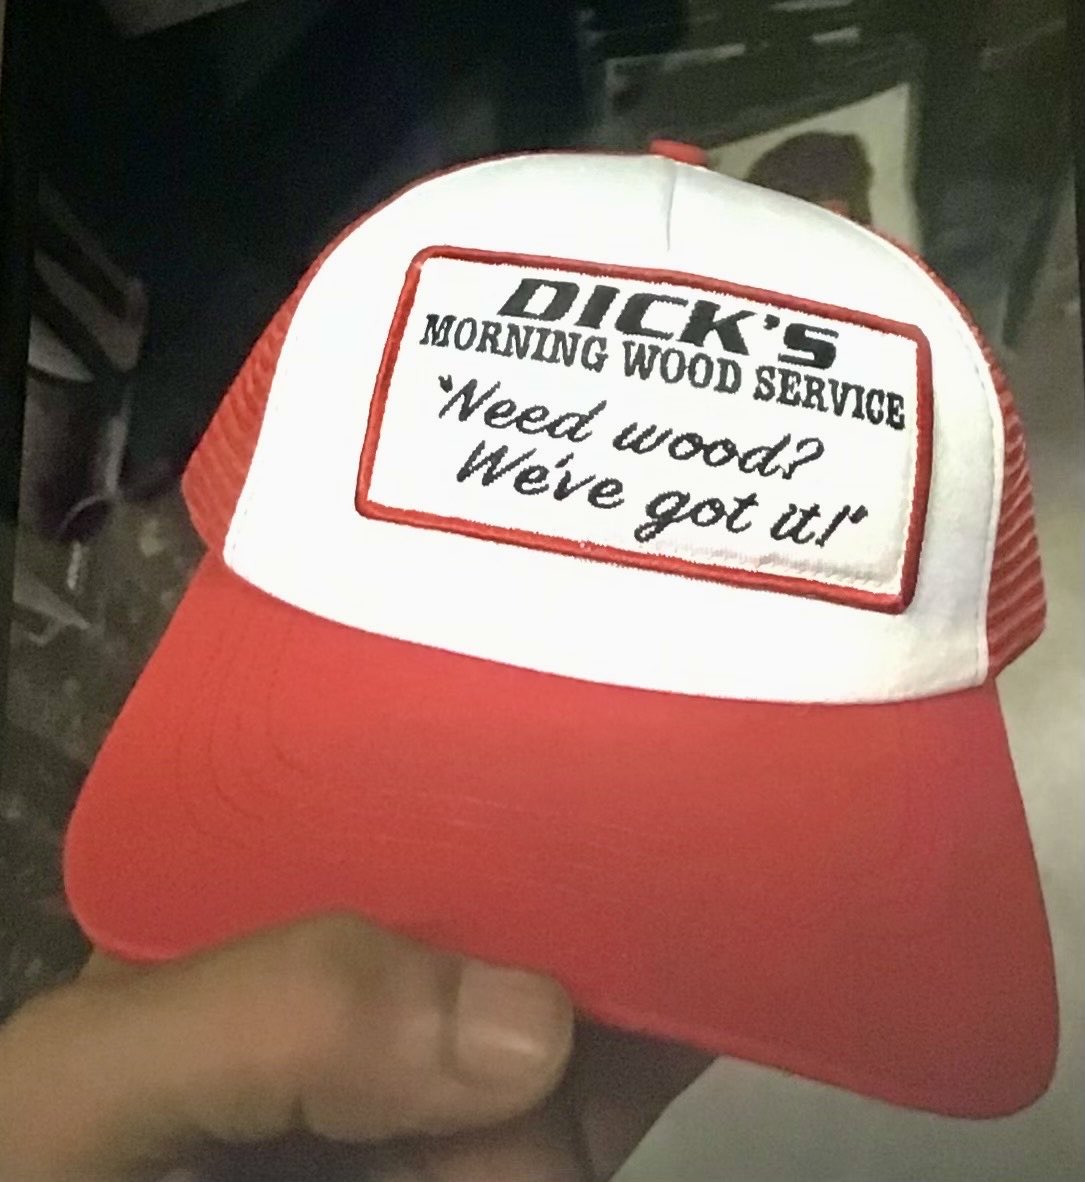 DICK'S
MORNING WOOD SERVICE
"Need wood?
We've got it!"